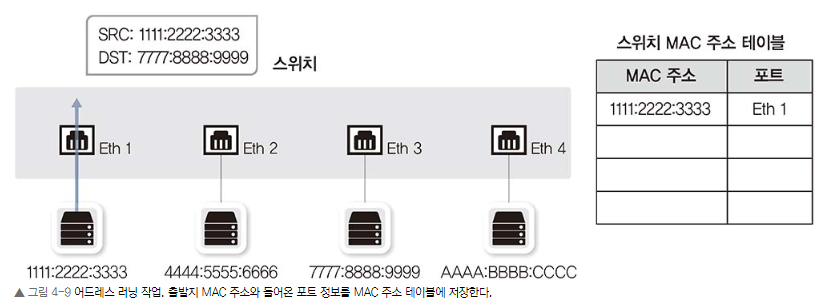 SRC: 1111:2222:3333
DST: 7777:8888:9999
스위치
Eth 1
Eth 2
Eth 3
Eth 4
1111:2222:3333
4444:5555:6666
7777:8888:9999
AAAA:BBBB:CCCC
스위치 MAC 주소 테이블
MAC 주소 포트
1111:2222:3333 Eth 1
▲ 그림 4-9 어드레스 러닝 작업. 출발지 MAC 주소와 들어온 포트 정보를 MAC 주소 테이블에 저장한다.